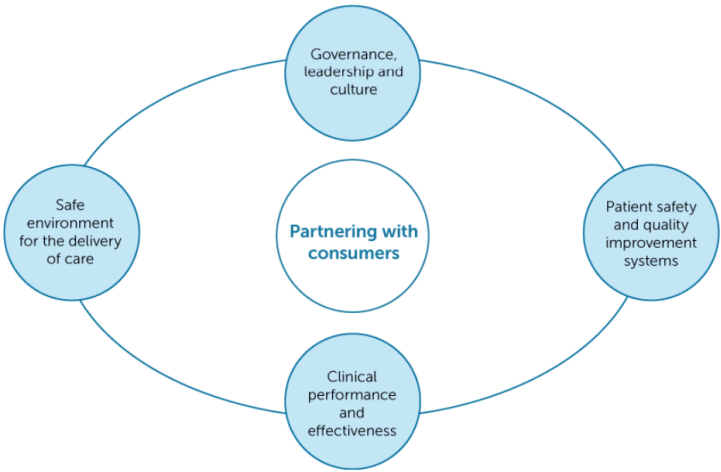 Governance,
leadership and
culture
Safe
environment
for the delivery
of care
Partnering with
consumers
Patient safety
and quality
improvement
systems
Clinical
performance
and
effectiveness